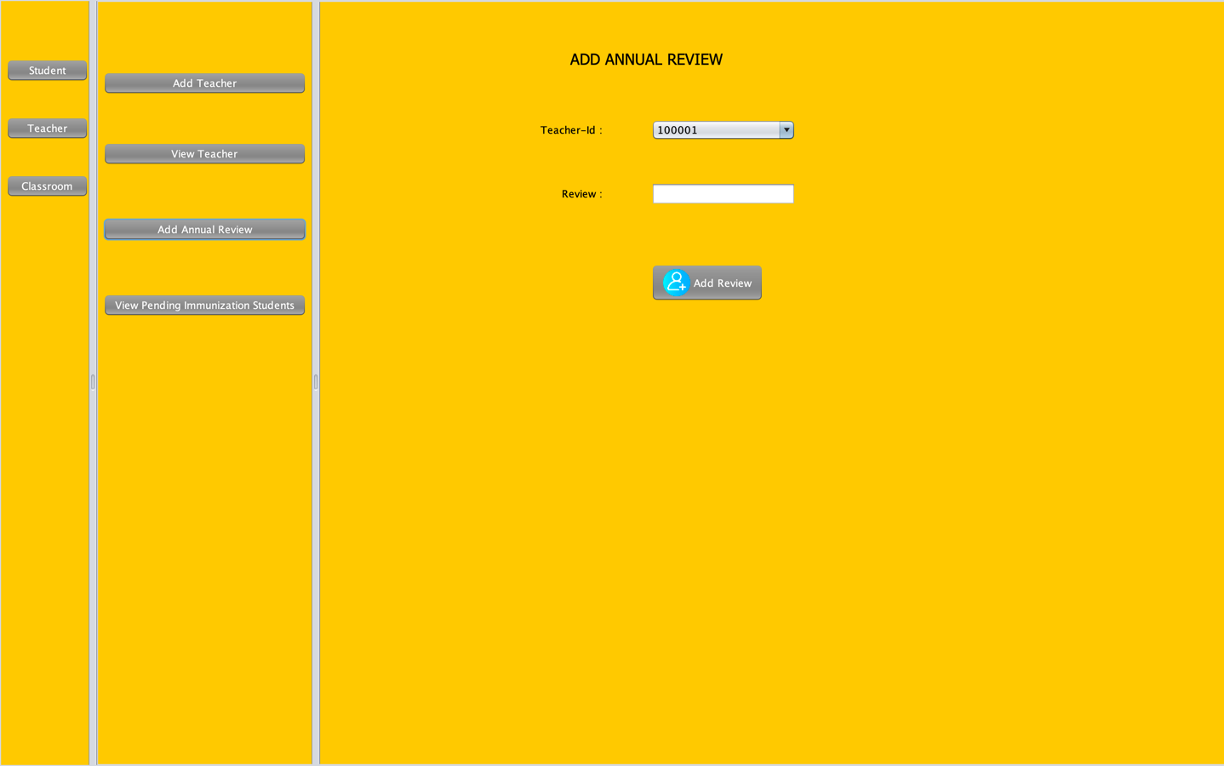 Student
Teacher
Classroom
Add Teacher
View Teacher
Add Annual Review
View Pending Immunization Students
ADD ANNUAL REVIEW
Teacher-Id : 100001
Review :
Add Review